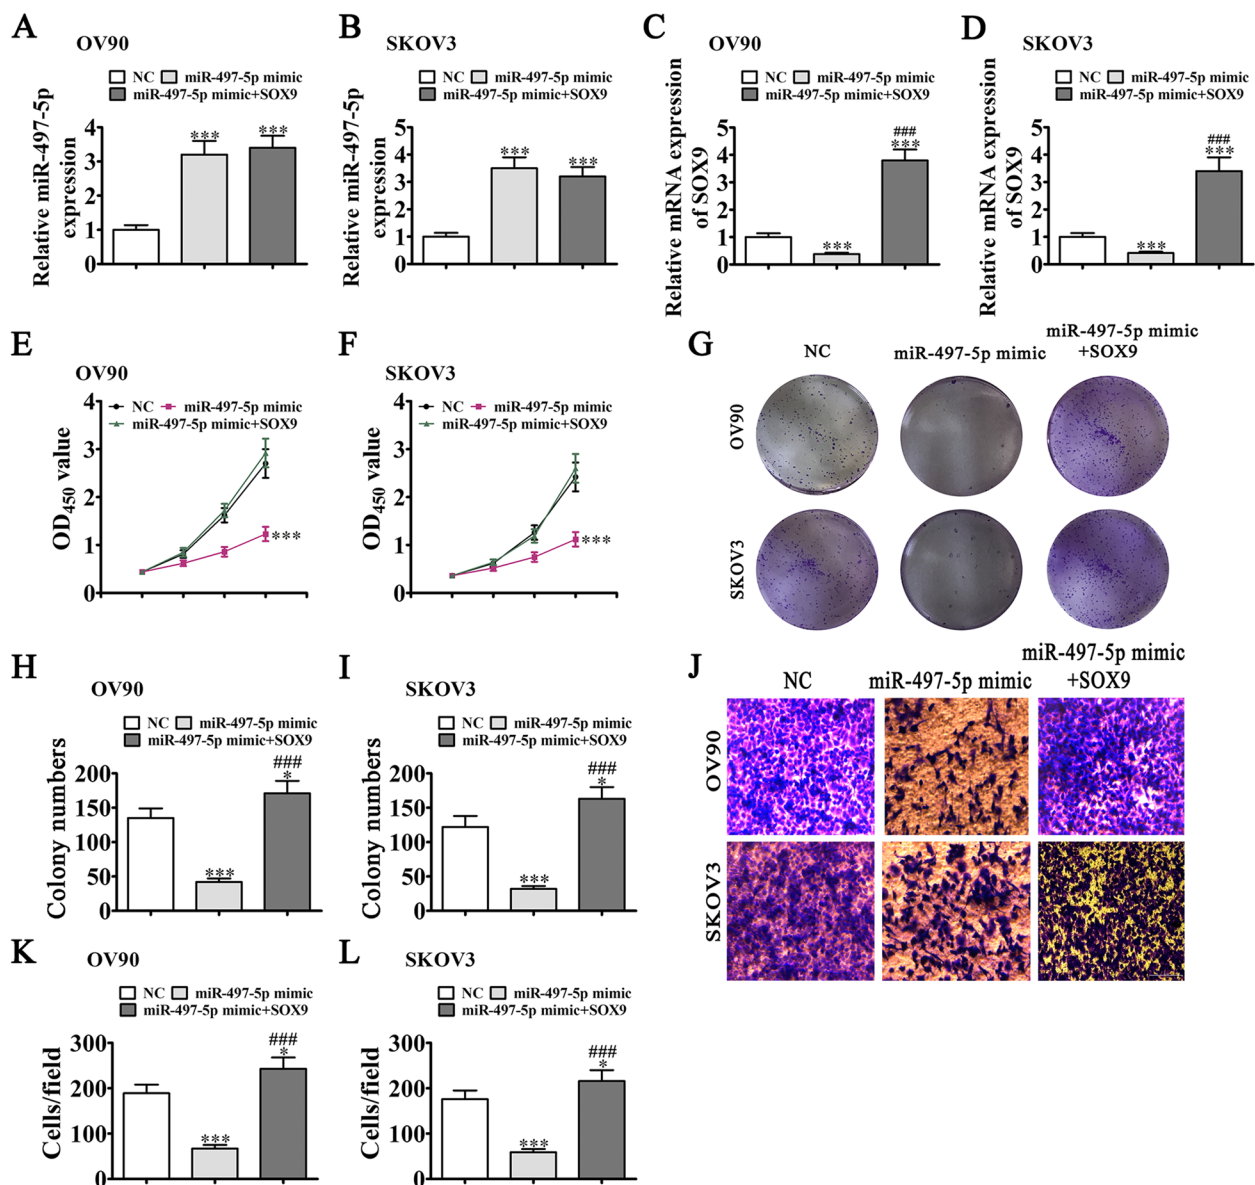 A
OV90
NC miR-497-5p mimic
miR-497-5p mimic+SOX9
Relative miR-497-5p
expression
4
3
2
1
0
***
***
B
SKOV3
NC miR-497-5p mimic
miR-497-5p mimic+SOX9
Relative miR-497-5p
expression
5
4
3
2
1
0
***
***
C
OV90
NC miR-497-5p mimic
miR-497-5p mimic+SOX9
Relative mRNA expression
of SOX9
5
4
3
2
1
0
***
###
***
D
SKOV3
NC miR-497-5p mimic
miR-497-5p mimic+SOX9
Relative mRNA expression
of SOX9
5
4
3
2
1
0
***
###
***
E
OV90
NC miR-497-5p mimic
miR-497-5p mimic+SOX9
OD450 value
4
3
2
1
0
***
F
SKOV3
NC miR-497-5p mimic
miR-497-5p mimic+SOX9
OD450 value
4
3
2
1
0
***
G
NC
miR-497-5p mimic
miR-497-5p mimic
+SOX9
OV90
SKOV3
H
OV90
NC miR-497-5p mimic
miR-497-5p mimic+SOX9
Colony numbers
200
150
100
50
0
***
###
*
I
SKOV3
NC miR-497-5p mimic
miR-497-5p mimic+SOX9
Colony numbers
200
150
100
50
0
***
###
*
J
NC
miR-497-5p mimic
miR-497-5p mimic
+SOX9
OV90
SKOV3
K
OV90
NC miR-497-5p mimic
miR-497-5p mimic+SOX9
Cells/field
300
200
100
0
***
###
*
L
SKOV3
NC miR-497-5p mimic
miR-497-5p mimic+SOX9
Cells/field
300
200
100
0
***
###
*